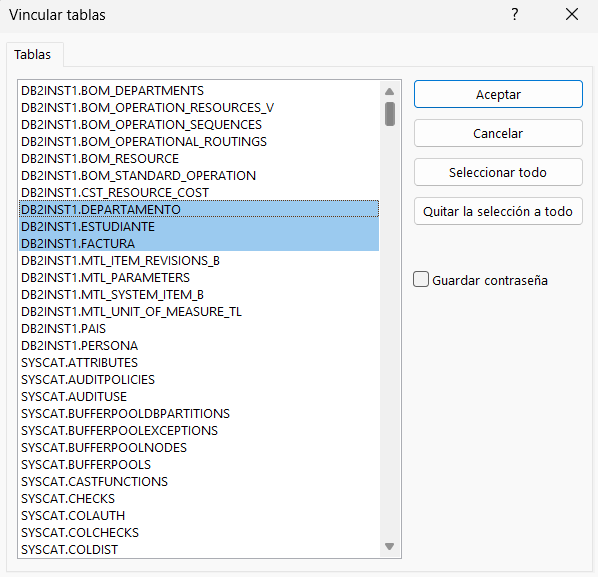 Vincular tablas
?
Tablas
DB2INST1.BOM_DEPARTMENTS
DB2INST1.BOM_OPERATION_RESOURCES_V
DB2INST1.BOM_OPERATION_SEQUENCES
DB2INST1.BOM_OPERATIONAL_ROUTINGS
DB2INST1.BOM_RESOURCE
DB2INST1.BOM_STANDARD_OPERATION
DB2INST1.CST_RESOURCE_COST
DB2INST1.DEPARTAMENTO
DB2INST1.ESTUDIANTE
DB2INST1.FACTURA
DB2INST1.MTL_ITEM_REVISIONS_B
DB2INST1.MTL_PARAMETERS
DB2INST1.MTL_SYSTEM_ITEM_B
DB2INST1.MTL_UNIT_OF_MEASURE_TL
DB2INST1.PAIS
DB2INST1.PERSONA
SYSCAT.ATTRIBUTES
SYSCAT.AUDITPOLICIES
SYSCAT.AUDITUSE
SYSCAT.BUFFERPOOLDBPARTITIONS
SYSCAT.BUFFERPOOLEXCEPTIONS
SYSCAT.BUFFERPOOLNODES
SYSCAT.BUFFERPOOLS
SYSCAT.CASTFUNCTIONS
SYSCAT.CHECKS
SYSCAT.COLAUTH
SYSCAT.COLCHECKS
SYSCAT.COLDIST
Aceptar
Cancelar
Seleccionar todo
Quitar la selección a todo
Guardar contraseña